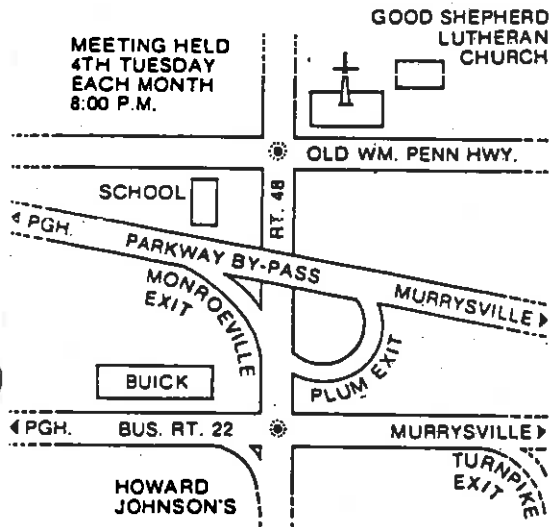 MEETING HELD
4TH TUESDAY
EACH MONTH
8:00 P.M.
GOOD SHEPHERD
LUTHERAN
CHURCH
OLD WM. PENN HWY.
SCHOOL
RT. 48
PGH.
PARKWAY BY-PASS
MURRYSVILLE
MONROEVILLE
EXIT
PLUM EXIT
BUICK
PGH.
BUS. RT. 22
MURRYSVILLE
TURNPIKE
EXIT
HOWARD
JOHNSON'S